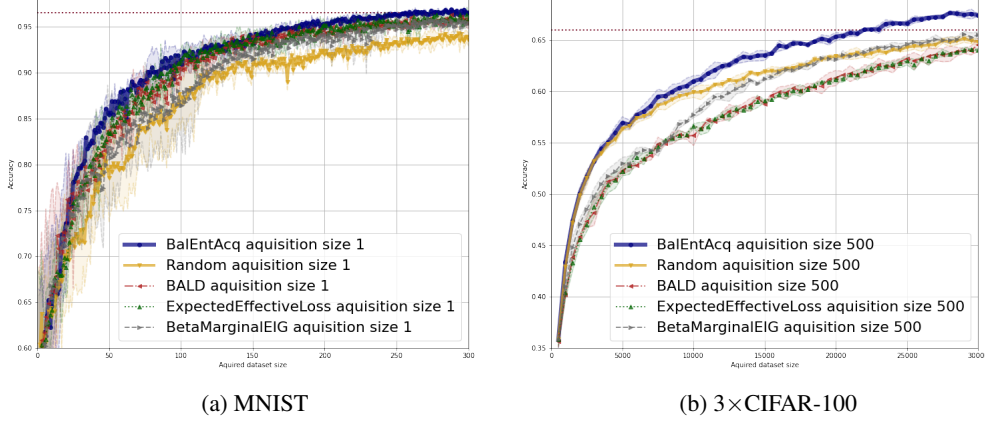 0.95
0.90
0.85
0.80
0.75
0.70
0.65
0.60
Accuracy
0 50 100 150 200 250 300
Aquired dataset size
BalEntAcq aquisition size 1
Random aquisition size 1
BALD aquisition size 1
ExpectedEffectiveLoss aquisition size 1
BetaMarginalEIG aquisition size 1
(a) MNIST
0.65
0.60
0.55
0.50
0.45
0.40
0.35
Accuracy
5000 10000 15000 20000 25000 3000
Aquired dataset size
BalEntAcq aquisition size 500
Random aquisition size 500
BALD aquisition size 500
ExpectedEffectiveLoss aquisition size 500
BetaMarginalEIG aquisition size 500
(b) 3×CIFAR-100